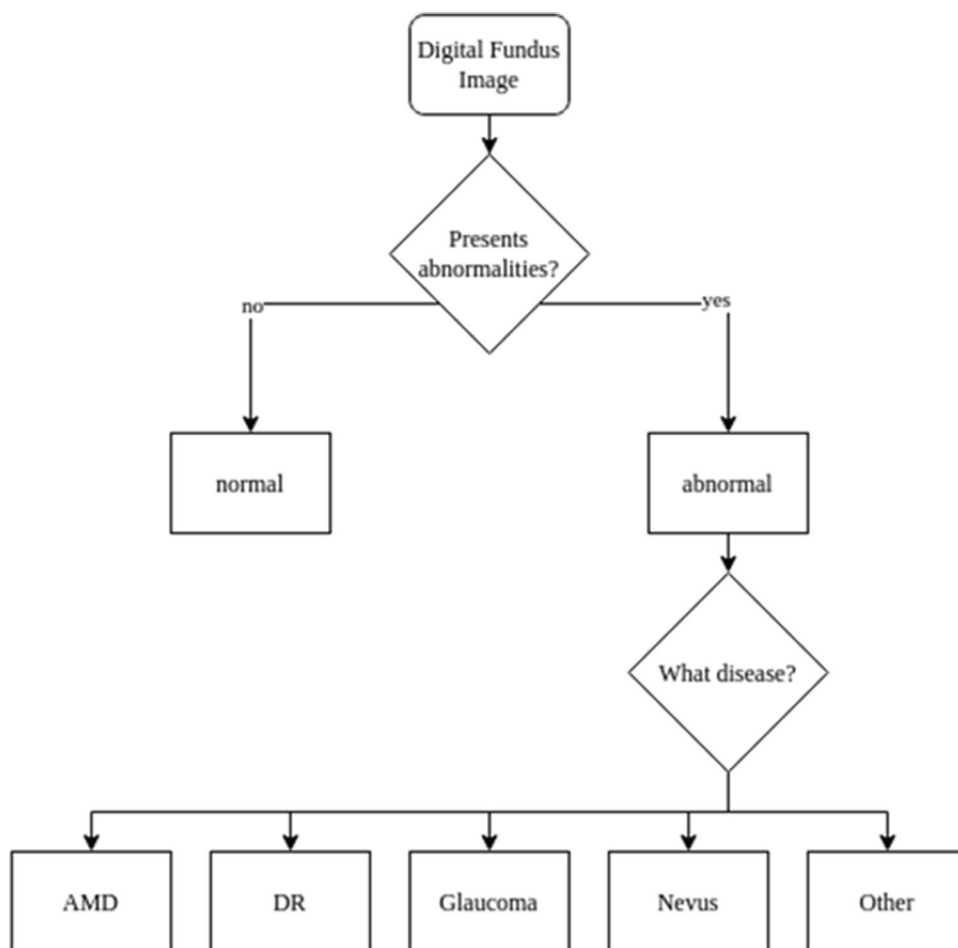 Digital Fundus
Image
Presents
abnormalities?
no
yes
normal
abnormal
What disease?
AMD
DR
Glaucoma
Nevus
Other